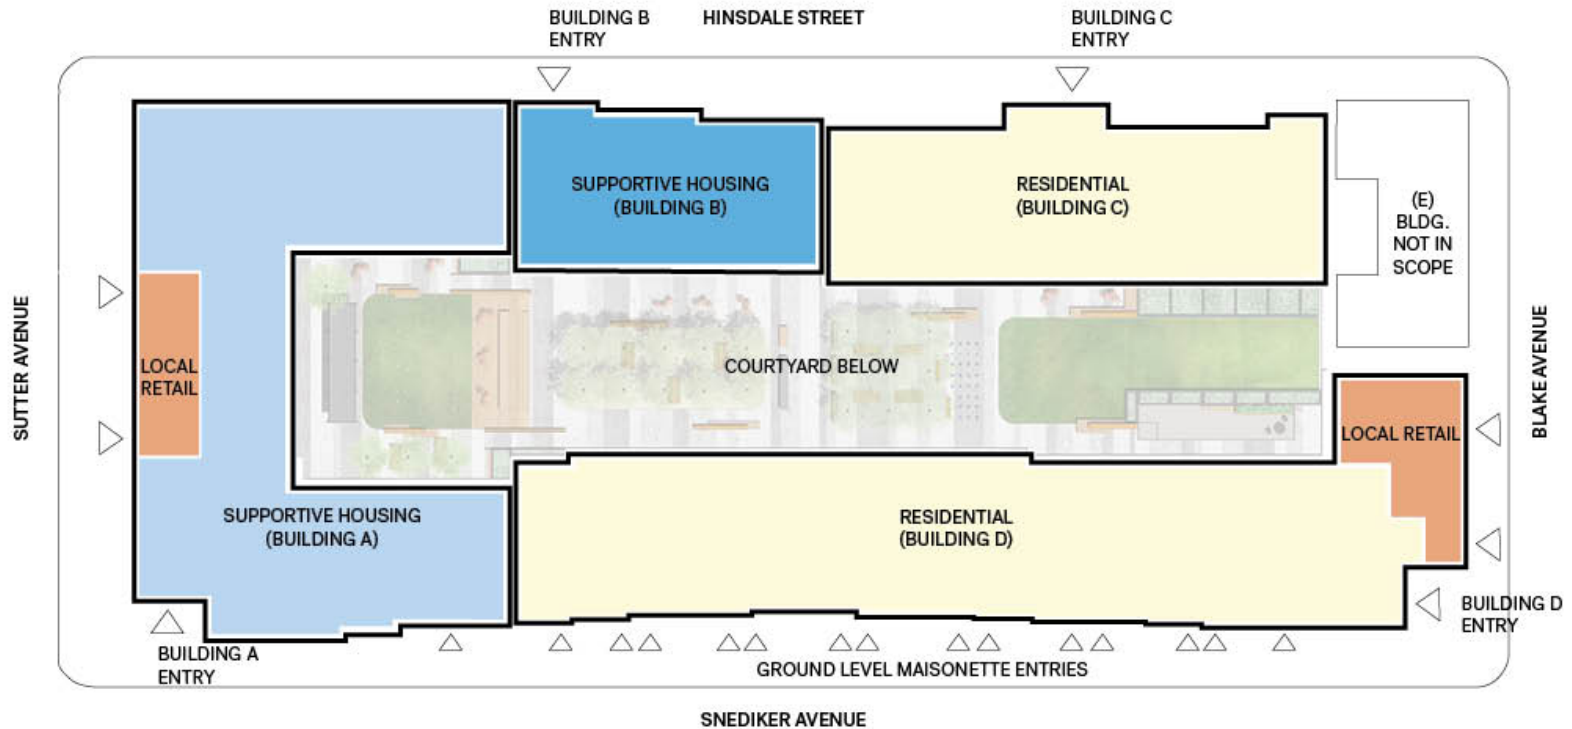 BUILDING B
ENTRY
HINSDALE STREET
BUILDING C
ENTRY
SUPPORTIVE HOUSING
(BUILDING B)
RESIDENTIAL
(BUILDING C)
(E)
BLDG.
NOT IN
SCOPE
SUTTER AVENUE
LOCAL
RETAIL
COURTYARD BELOW
BLAKE AVENUE
LOCAL RETAIL
SUPPORTIVE HOUSING
(BUILDING A)
RESIDENTIAL
(BUILDING D)
BUILDING D
ENTRY
BUILDING A
ENTRY
GROUND LEVEL MAISONETTE ENTRIES
SNEDIKER AVENUE